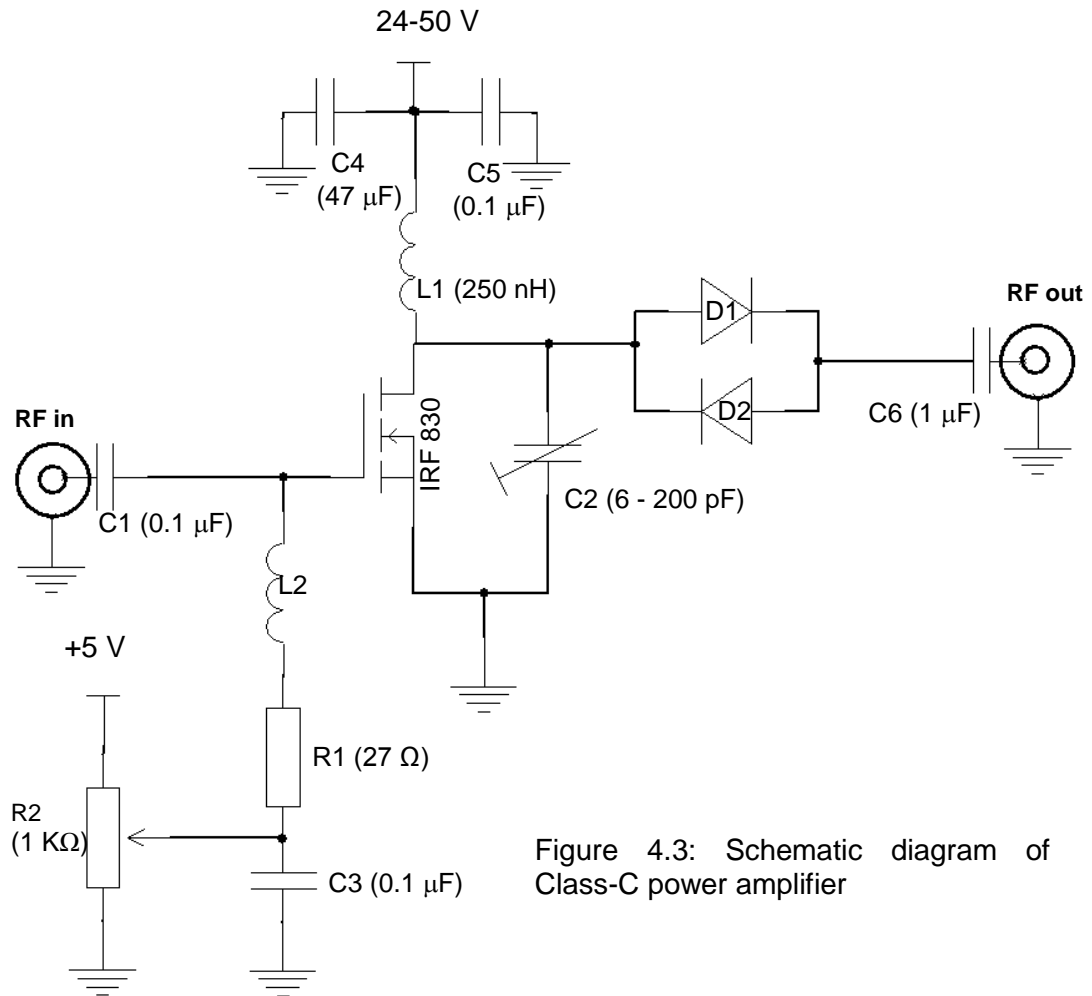 24-50 V
C4
(47 µF)
C5
(0.1 µF)
L1 (250 nH)
D1
RF out
D2
C6 (1 µF)
RF in
IRF 830
C1 (0.1 µF)
C2 (6 - 200 pF)
L2
+5 V
R1 (27 Ω)
R2
(1 KΩ)
C3 (0.1 µF)
Figure 4.3: Schematic diagram of
Class-C power amplifier